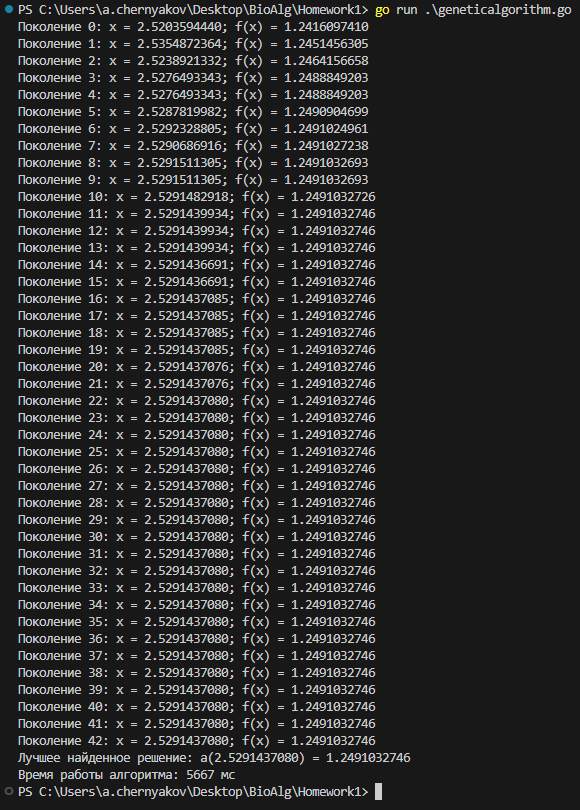 PS C:\Users\a.chernyakov\Desktop\BioAlg\Homework1> go run .\geneticalgorithm.go
Поколение 0: x = 2.5203594440; f(x) = 1.2416097410
Поколение 1: x = 2.5354872364; f(x) = 1.2451456305
Поколение 2: x = 2.5238921332; f(x) = 1.2464156658
Поколение 3: x = 2.5276493343; f(x) = 1.2488849203
Поколение 4: x = 2.5276493343; f(x) = 1.2488849203
Поколение 5: x = 2.5287819982; f(x) = 1.2490904699
Поколение 6: x = 2.5292328805; f(x) = 1.2491024961
Поколение 7: x = 2.5290686916; f(x) = 1.2491027238
Поколение 8: x = 2.5291511305; f(x) = 1.2491032693
Поколение 9: x = 2.5291511305; f(x) = 1.2491032693
Поколение 10: x = 2.5291482918; f(x) = 1.2491032726
Поколение 11: x = 2.5291439934; f(x) = 1.2491032746
Поколение 12: x = 2.5291439934; f(x) = 1.2491032746
Поколение 13: x = 2.5291439934; f(x) = 1.2491032746
Поколение 14: x = 2.5291436691; f(x) = 1.2491032746
Поколение 15: x = 2.5291436691; f(x) = 1.2491032746
Поколение 16: x = 2.5291437085; f(x) = 1.2491032746
Поколение 17: x = 2.5291437085; f(x) = 1.2491032746
Поколение 18: x = 2.5291437085; f(x) = 1.2491032746
Поколение 19: x = 2.5291437085; f(x) = 1.2491032746
Поколение 20: x = 2.5291437076; f(x) = 1.2491032746
Поколение 21: x = 2.5291437076; f(x) = 1.2491032746
Поколение 22: x = 2.5291437080; f(x) = 1.2491032746
Поколение 23: x = 2.5291437080; f(x) = 1.2491032746
Поколение 24: x = 2.5291437080; f(x) = 1.2491032746
Поколение 25: x = 2.5291437080; f(x) = 1.2491032746
Поколение 26: x = 2.5291437080; f(x) = 1.2491032746
Поколение 27: x = 2.5291437080; f(x) = 1.2491032746
Поколение 28: x = 2.5291437080; f(x) = 1.2491032746
Поколение 29: x = 2.5291437080; f(x) = 1.2491032746
Поколение 30: x = 2.5291437080; f(x) = 1.2491032746
Поколение 31: x = 2.5291437080; f(x) = 1.2491032746
Поколение 32: x = 2.5291437080; f(x) = 1.2491032746
Поколение 33: x = 2.5291437080; f(x) = 1.2491032746
Поколение 34: x = 2.5291437080; f(x) = 1.2491032746
Поколение 35: x = 2.5291437080; f(x) = 1.2491032746
Поколение 36: x = 2.5291437080; f(x) = 1.2491032746
Поколение 37: x = 2.5291437080; f(x) = 1.2491032746
Поколение 38: x = 2.5291437080; f(x) = 1.2491032746
Поколение 39: x = 2.5291437080; f(x) = 1.2491032746
Поколение 40: x = 2.5291437080; f(x) = 1.2491032746
Поколение 41: x = 2.5291437080; f(x) = 1.2491032746
Поколение 42: x = 2.5291437080; f(x) = 1.2491032746
Лучшее найденное решение: a(2.5291437080) = 1.2491032746
Время работы алгоритма: 5667 мс
PS C:\Users\a.chernyakov\Desktop\BioAlg\Homework1>